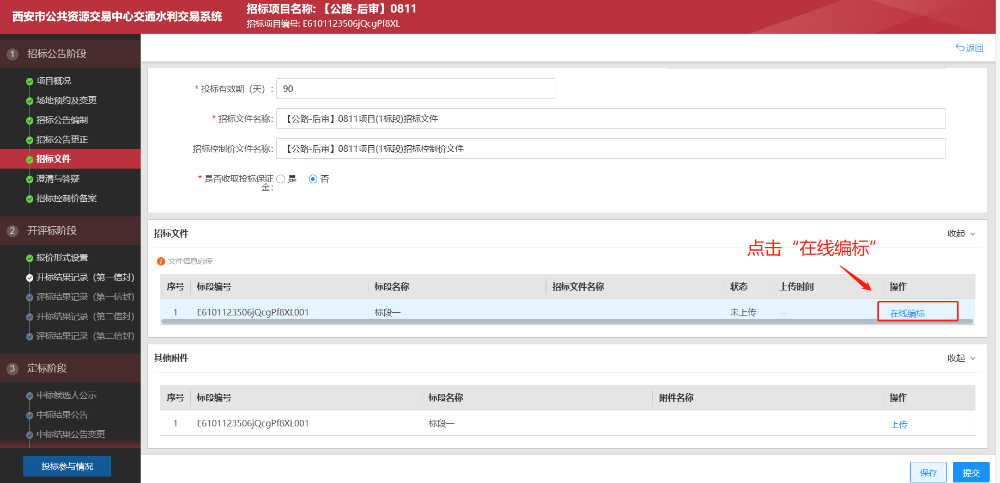 西安市公共资源交易中心交通水利交易系统
招标项目名称: 【公路-后审】0811
招标项目编号: E6101123506jQcgPf8XL
返回
1 招标公告阶段
项目概况
场地预约及变更
招标公告编制
招标公告更正
招标文件
澄清与答疑
招标控制价备案
2 开评标阶段
报价形式设置
开标结果记录（第一信封）
评标结果记录（第一信封）
开标结果记录（第二信封）
评标结果记录（第二信封）
3 定标阶段
中标候选人公示
中标结果公告
中标结果公告变更
投标参与情况
* 投标有效期（天）: 90
* 招标文件名称: 【公路-后审】0811项目(1标段)招标文件
招标控制价文件名称: 【公路-后审】0811项目(1标段)招标控制价文件
* 是否收取投标保证金: 是 否
招标文件 收起
点击“在线编标”
文件信息必传
序号 标段编号 标段名称 招标文件名称 状态 上传时间 操作
1 E6101123506jQcgPf8XL001 标段一 未上传 -- 在线编标
其他附件 收起
序号 标段编号 标段名称 附件名称 操作
1 E6101123506jQcgPf8XL001 标段一 上传
保存 提交